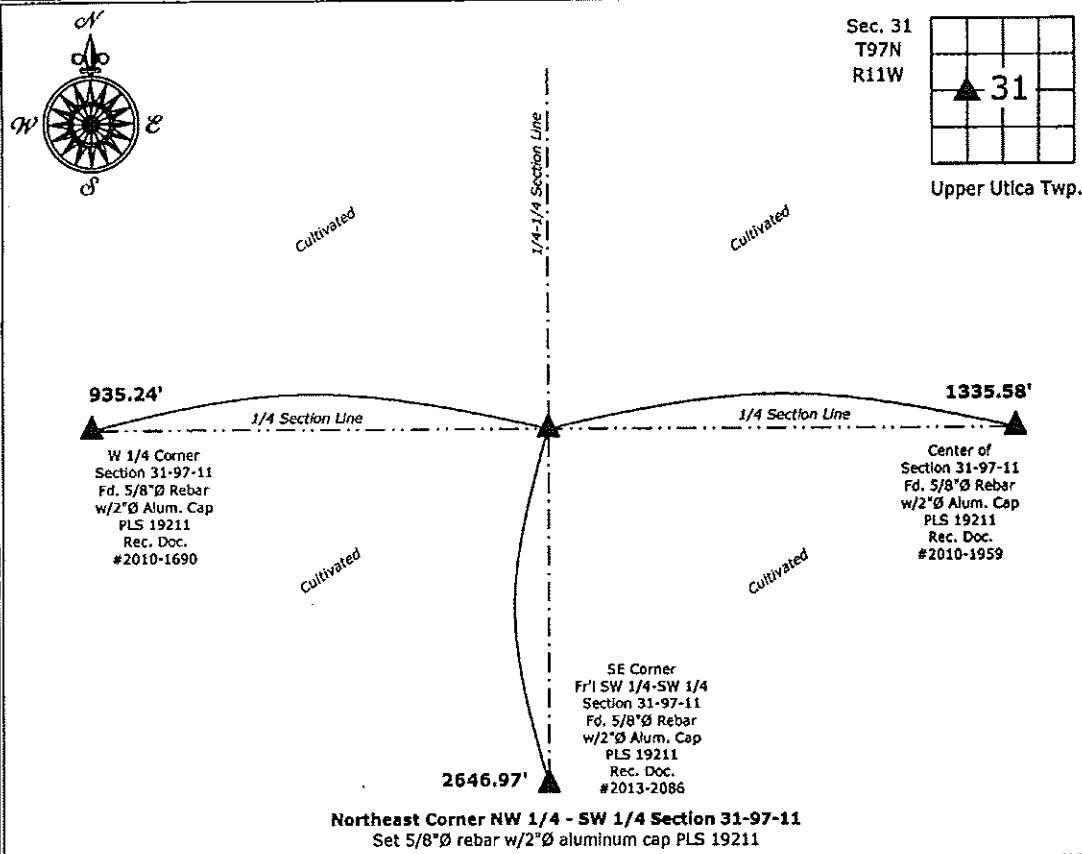 N
W
E
S
Sec. 31
T97N
R11W
31
Upper Utica Twp.
1/4-1/4 Section Line
Cultivated
Cultivated
935.24'
1335.58'
1/4 Section Line
1/4 Section Line
W 1/4 Corner
Section 31-97-11
Fd. 5/8"Ø Rebar
w/2"Ø Alum. Cap
PLS 19211
Rec. Doc.
#2010-1690
Center of
Section 31-97-11
Fd. 5/8"Ø Rebar
w/2"Ø Alum. Cap
PLS 19211
Rec. Doc.
#2010-1959
Cultivated
Cultivated
SE Corner
Fr'l SW 1/4-SW 1/4
Section 31-97-11
Fd. 5/8"Ø Rebar
w/2"Ø Alum. Cap
PLS 19211
Rec. Doc.
#2013-2086
2646.97'
Northeast Corner NW 1/4 - SW 1/4 Section 31-97-11
Set 5/8"Ø rebar w/2"Ø aluminum cap PLS 19211